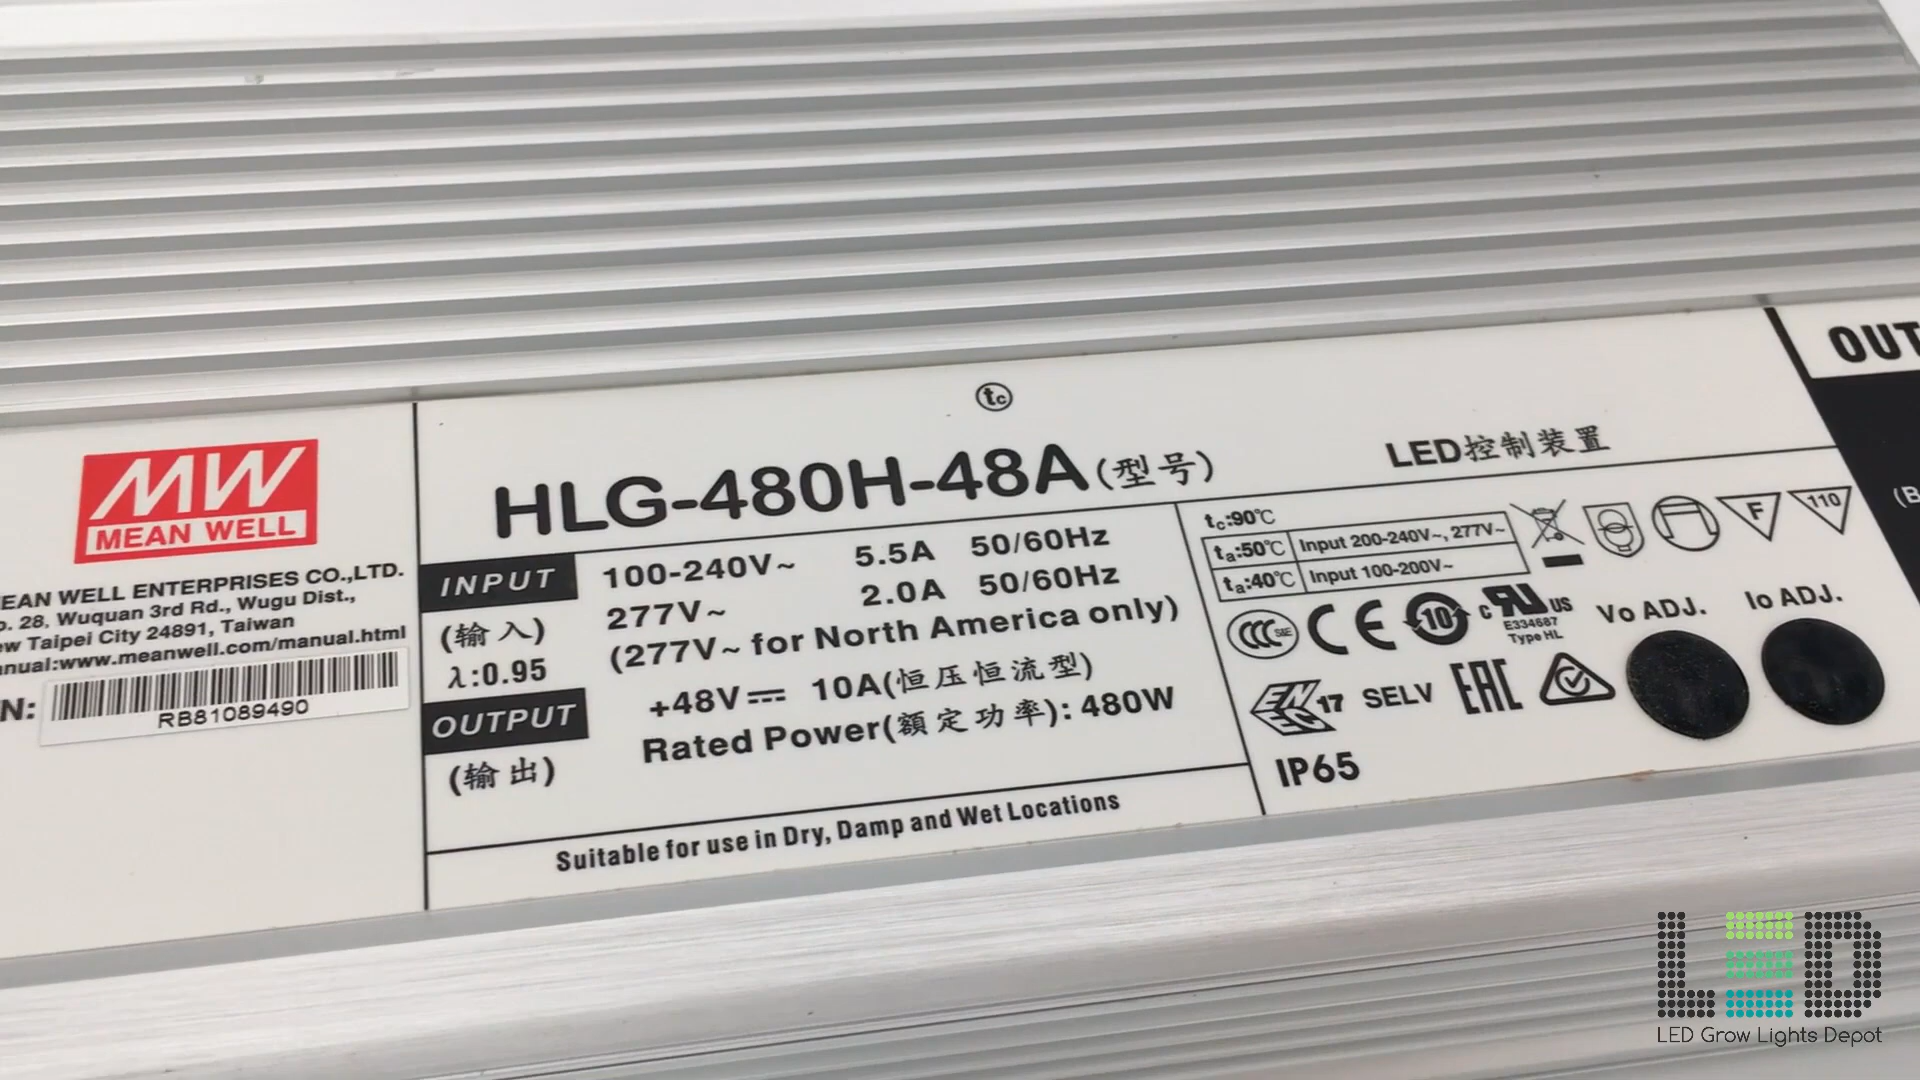 MW
MEAN WELL
EAN WELL ENTERPRISES CO.,LTD.
o. 28, Wuquan 3rd Rd., Wugu Dist.,
ew Taipei City 24891, Taiwan
nual:www.meanwell.com/manual.html
N:
RB81089490
tc
HLG-480H-48A(型号)
LED控制装置
INPUT
(输入)
λ:0.95
100-240V~ 5.5A 50/60Hz
277V~ 2.0A 50/60Hz
(277V~ for North America only)
OUTPUT
(输出)
+48V⎓ 10A(恒压恒流型)
Rated Power(額定功率): 480W
Suitable for use in Dry, Damp and Wet Locations
tc:90℃
ta:50℃ Input 200-240V~, 277V~
ta:40℃ Input 100-200V~
F
110
CCC S&E
CE
10
c RU US
E334687
Type HL
ENEC 17
SELV
EAC
IP65
Vo ADJ.
Io ADJ.
OUT
(B
LED
LED Grow Lights Depot